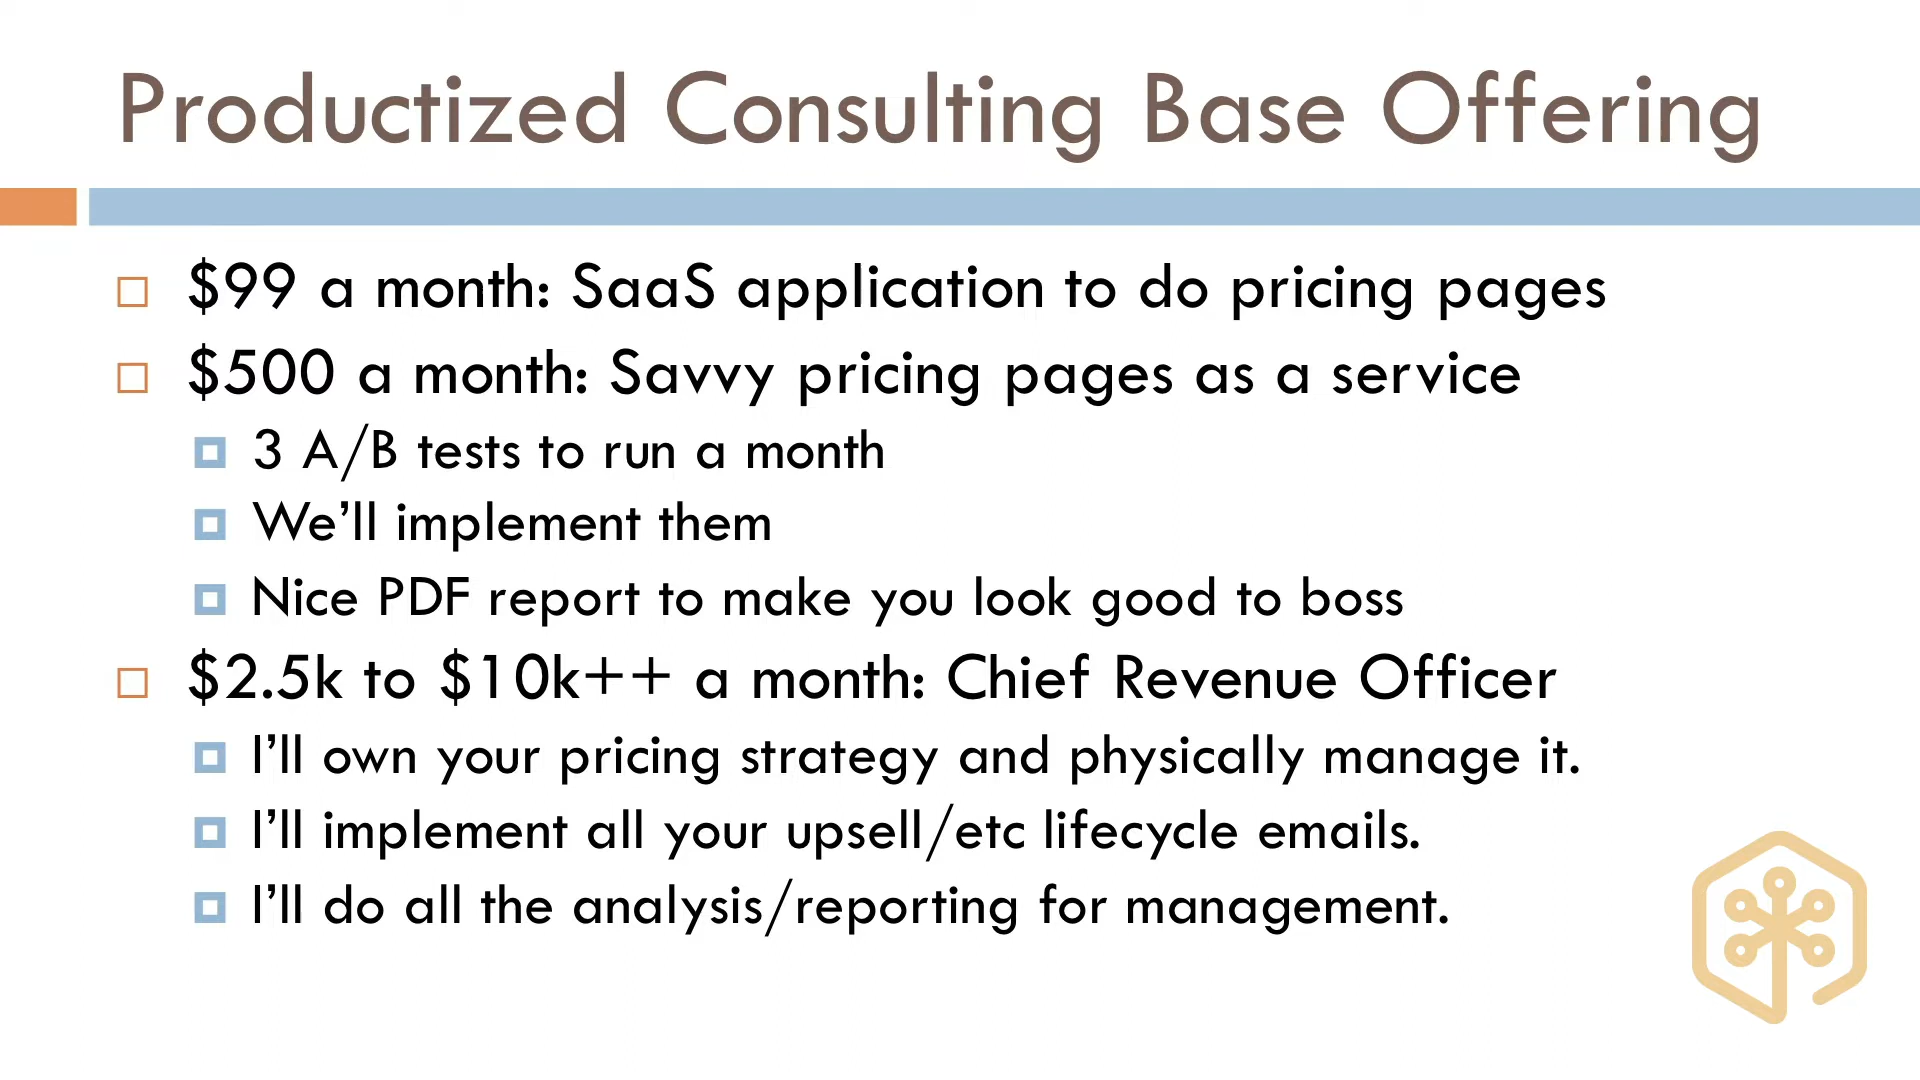 Productized Consulting Base Offering
$99 a month: SaaS application to do pricing pages
$500 a month: Savvy pricing pages as a service
3 A/B tests to run a month
We’ll implement them
Nice PDF report to make you look good to boss
$2.5k to $10k++ a month: Chief Revenue Officer
I’ll own your pricing strategy and physically manage it.
I’ll implement all your upsell/etc lifecycle emails.
I’ll do all the analysis/reporting for management.